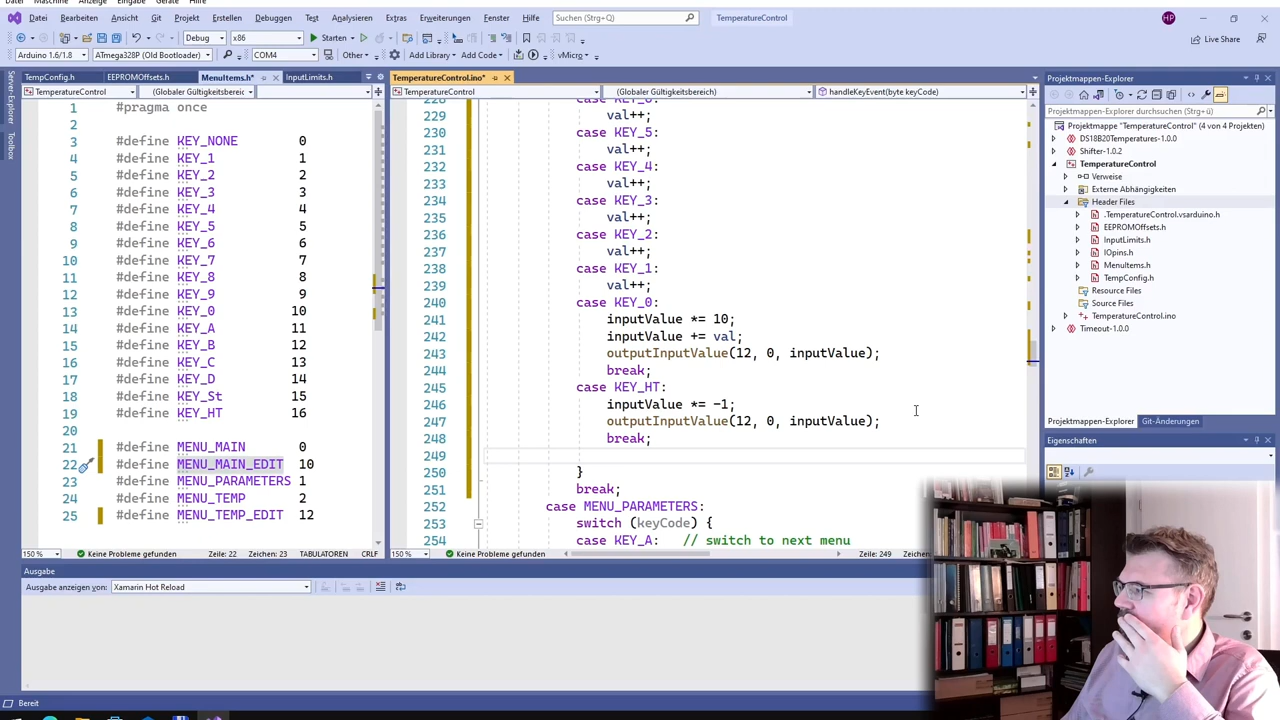 Datei Bearbeiten Ansicht Git Projekt Erstellen Debuggen Test Analysieren Extras Erweiterungen Fenster Hilfe Suchen (Strg+Q) TemperatureControl HP
Debug x86 Starten Live Share
Arduino 1.6/1.8 ATmega328P (Old Bootloader) COM4 Other Add Library Add Code vMicro
Server-Explorer
Toolbox
TempConfig.h EEPROMOffsets.h MenuItems.h* InputLimits.h
TemperatureControl (Globaler Gültigkeitsbereic
1 #pragma once
2
3 #define KEY_NONE 0
4 #define KEY_1 1
5 #define KEY_2 2
6 #define KEY_3 3
7 #define KEY_4 4
8 #define KEY_5 5
9 #define KEY_6 6
10 #define KEY_7 7
11 #define KEY_8 8
12 #define KEY_9 9
13 #define KEY_0 10
14 #define KEY_A 11
15 #define KEY_B 12
16 #define KEY_C 13
17 #define KEY_D 14
18 #define KEY_St 15
19 #define KEY_HT 16
20
21 #define MENU_MAIN 0
22 #define MENU_MAIN_EDIT 10
23 #define MENU_PARAMETERS 1
24 #define MENU_TEMP 2
25 #define MENU_TEMP_EDIT 12
150 % Keine Probleme gefunden Zeile: 22 Zeichen: 23 TABULATOREN CRLF
TemperatureControl.ino*
TemperatureControl (Globaler Gültigkeitsbereich) handleKeyEvent(byte keyCode)
228 case KEY_6:
229 val++;
230 case KEY_5:
231 val++;
232 case KEY_4:
233 val++;
234 case KEY_3:
235 val++;
236 case KEY_2:
237 val++;
238 case KEY_1:
239 val++;
240 case KEY_0:
241 inputValue *= 10;
242 inputValue += val;
243 outputInputValue(12, 0, inputValue);
244 break;
245 case KEY_HT:
246 inputValue *= -1;
247 outputInputValue(12, 0, inputValue);
248 break;
249
250 }
251 break;
252 case MENU_PARAMETERS:
253 switch (keyCode) {
254 case KEY_A: // switch to next menu
150 % Keine Probleme gefunden Zeile: 249 Zeichen:
Projektmappen-Explorer
Projektmappen-Explorer durchsuchen (Strg+
Projektmappe "TemperatureControl" (4 von 4 Projekten)
DS18B20Temperatures-1.0.0
Shifter-1.0.2
TemperatureControl
Verweise
Externe Abhängigkeiten
Header Files
.TemperatureControl.vsarduino.h
EEPROMOffsets.h
InputLimits.h
IOpins.h
MenuItems.h
TempConfig.h
Resource Files
Source Files
TemperatureControl.ino
Timeout-1.0.0
Projektmappen-Explorer Git-Änderungen
Eigenschaften
Ausgabe
Ausgabe anzeigen von: Xamarin Hot Reload
Bereit